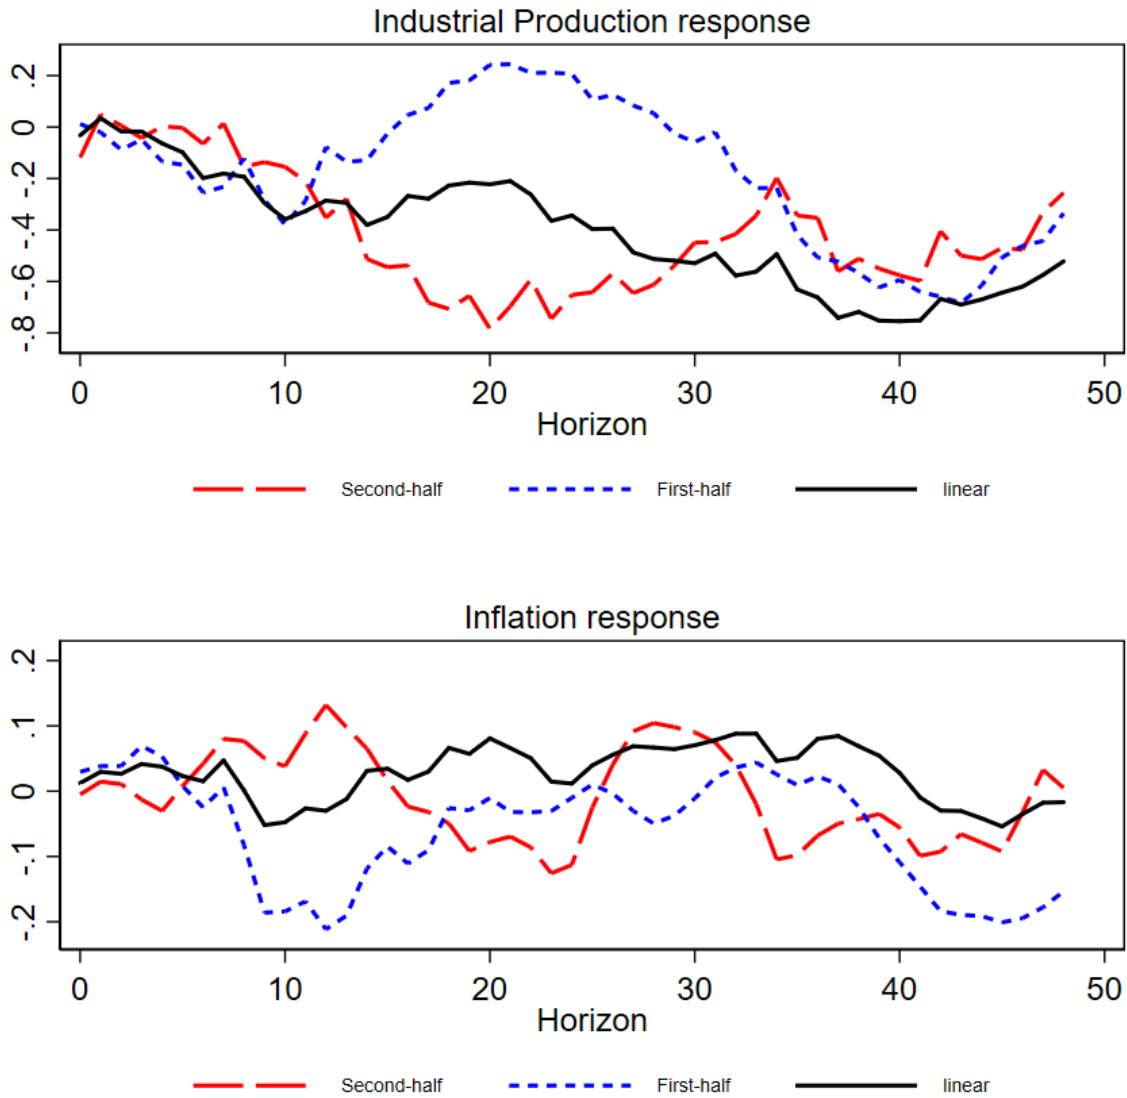 Industrial Production response
.2
0
-.2
-.4
-.6
-.8
0 10 20 30 40 50
Horizon
Second-half First-half linear
Inflation response
.2
.1
0
-.1
-.2
0 10 20 30 40 50
Horizon
Second-half First-half linear